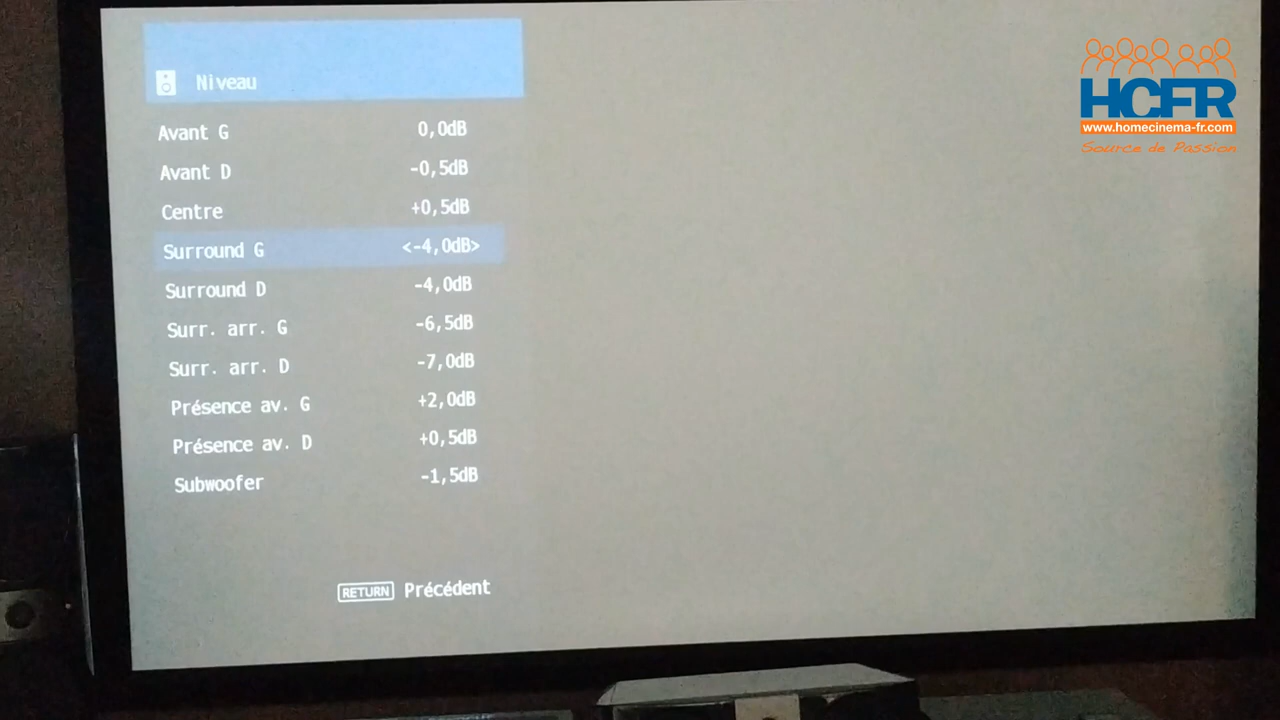 Niveau
Avant G 0,0dB
Avant D -0,5dB
Centre +0,5dB
Surround G <-4,0dB>
Surround D -4,0dB
Surr. arr. G -6,5dB
Surr. arr. D -7,0dB
Présence av. G +2,0dB
Présence av. D +0,5dB
Subwoofer -1,5dB
RETURN Précédent
HCFR
www.homecinema-fr.com
Source de Passion